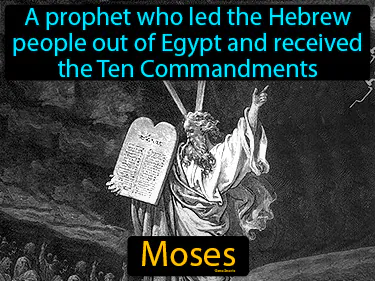 A prophet who led the Hebrew
people out of Egypt and received
the Ten Commandments
Moses